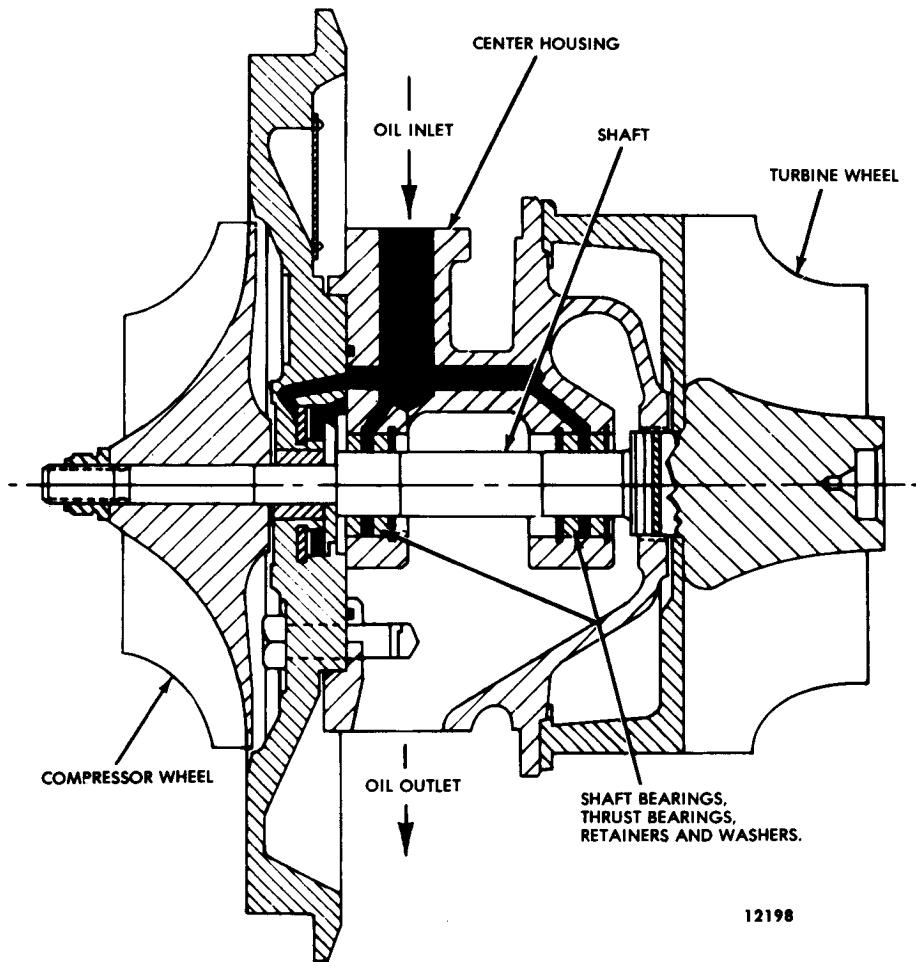 CENTER HOUSING
OIL INLET
SHAFT
TURBINE WHEEL
COMPRESSOR WHEEL
OIL OUTLET
SHAFT BEARINGS,
THRUST BEARINGS,
RETAINERS AND WASHERS.
12198